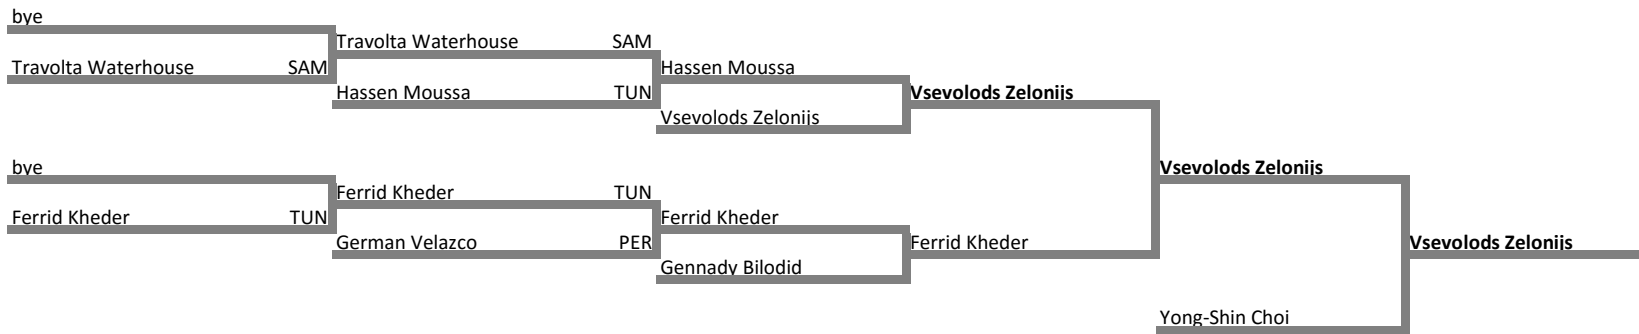 bye
Travolta Waterhouse SAM
Travolta Waterhouse SAM
Hassen Moussa
Hassen Moussa TUN
Vsevolods Zelonijs
Vsevolods Zelonijs
bye
Vsevolods Zelonijs
Ferrid Kheder TUN
Ferrid Kheder TUN
Ferrid Kheder
German Velazco PER
Ferrid Kheder
Vsevolods Zelonijs
Gennady Bilodid
Yong-Shin Choi